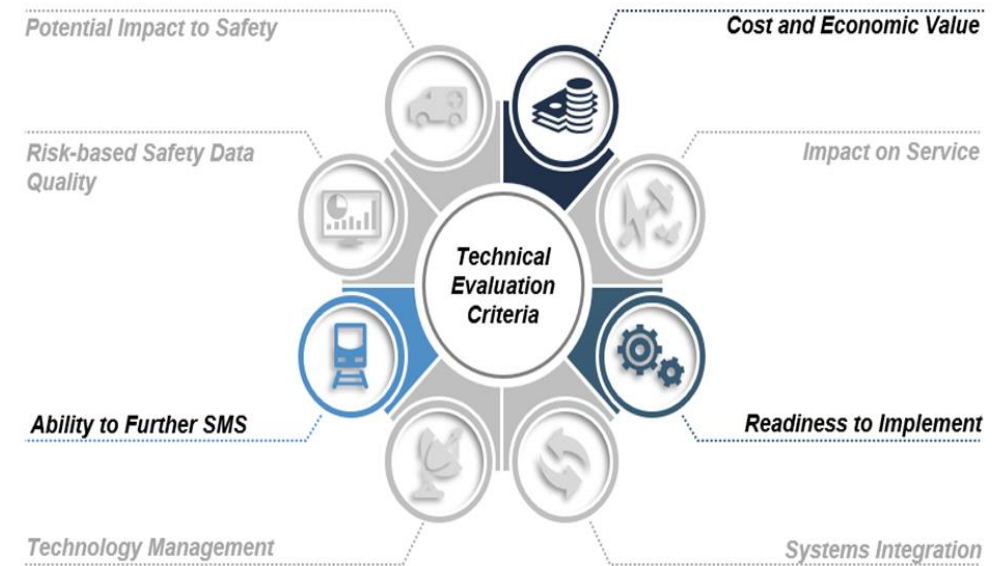 Potential Impact to Safety
Cost and Economic Value
Risk-based Safety Data
Quality
Impact on Service
Technical
Evaluation
Criteria
Ability to Further SMS
Readiness to Implement
Technology Management
Systems Integration